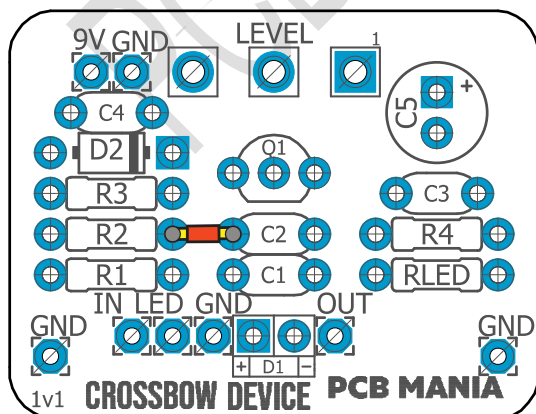 9V GND LEVEL 1
C4 C5 +
D2 Q1
R3 C3
R2 C2 R4
R1 C1 RLED
IN LED GND OUT
GND + D1 - GND
1v1 CROSSBOW DEVICE PCB MANIA